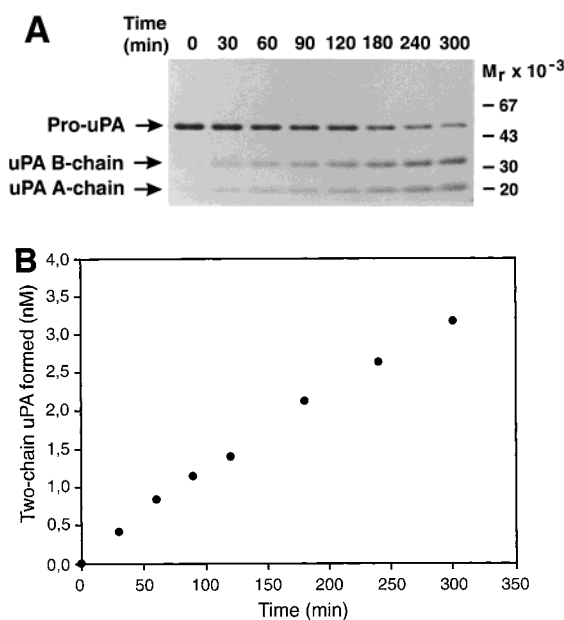 A
Time
(min) 0 30 60 90 120 180 240 300
Mr x 10-3
Pro-uPA
67
43
uPA B-chain
30
uPA A-chain
20
B
Two-chain uPA formed (nM)
4,0
3,5
3,0
2,5
2,0
1,5
1,0
0,5
0,0
0 50 100 150 200 250 300 350
Time (min)